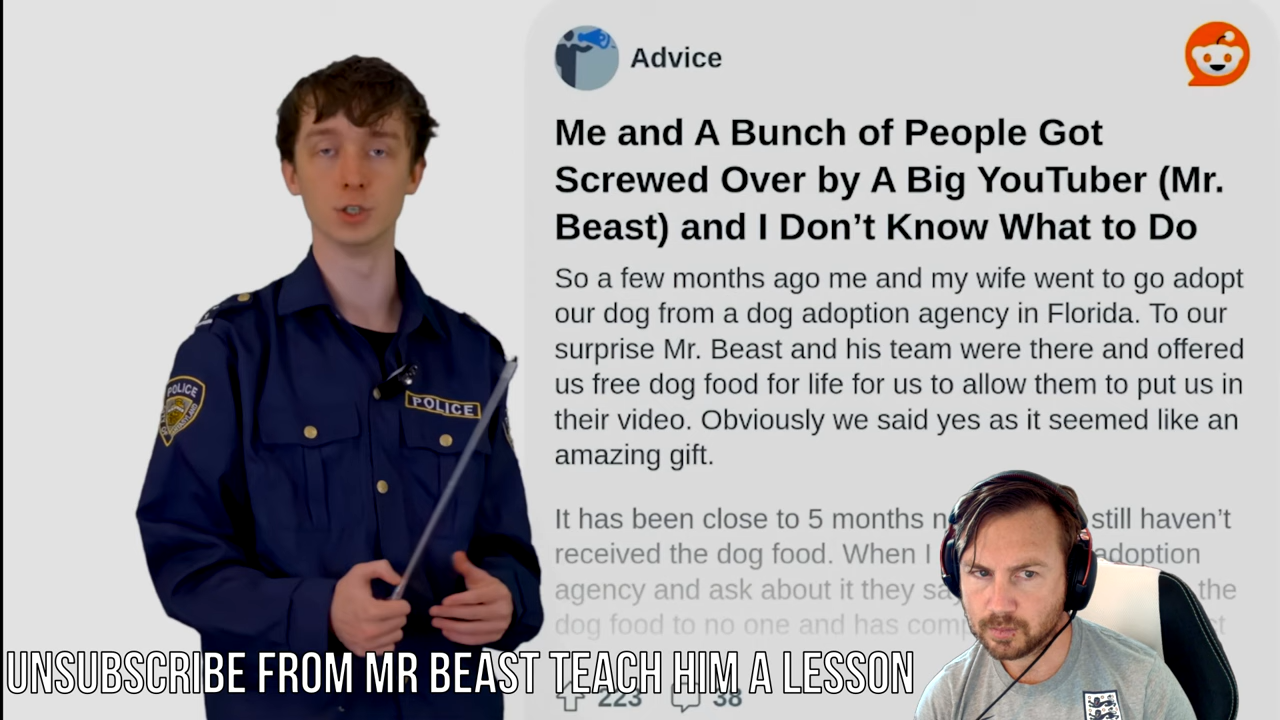 Advice
Me and A Bunch of People Got
Screwed Over by A Big YouTuber (Mr.
Beast) and I Don’t Know What to Do
So a few months ago me and my wife went to go adopt
our dog from a dog adoption agency in Florida. To our
surprise Mr. Beast and his team were there and offered
us free dog food for life for us to allow them to put us in
their video. Obviously we said yes as it seemed like an
amazing gift.
It has been close to 5 months still haven’t
received the dog food. When I adoption
agency and ask about it they the
dog food to no one and has
POLICE
POLICE
UNSUBSCRIBE FROM MR BEAST TEACH HIM A LESSON
223 38